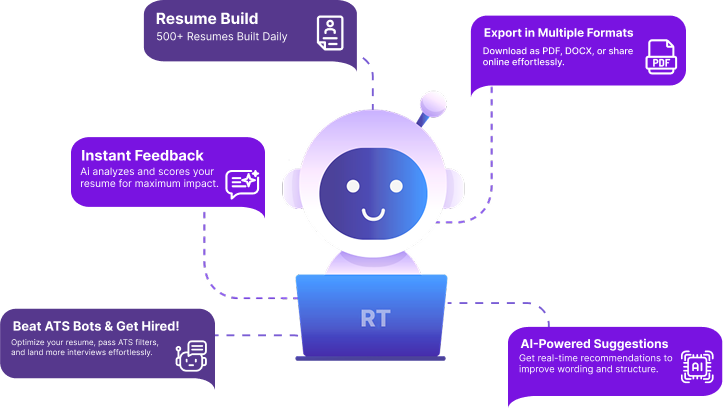 Resume Build
500+ Resumes Built Daily
Export in Multiple Formats
Download as PDF, DOCX, or share
online effortlessly.
PDF
Instant Feedback
Ai analyzes and scores your
resume for maximum impact.
RT
Beat ATS Bots & Get Hired!
Optimize your resume, pass ATS filters,
and land more interviews effortlessly.
AI-Powered Suggestions
Get real-time recommendations to
improve wording and structure.
AI